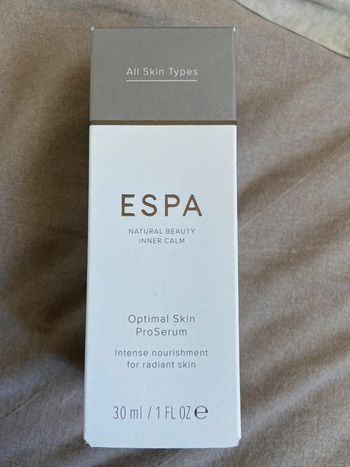 All Skin Types
ESPA
NATURAL BEAUTY
INNER CALM
Optimal Skin
ProSerum
Intense nourishment
for radiant skin
30 ml / 1 FL OZ ℮